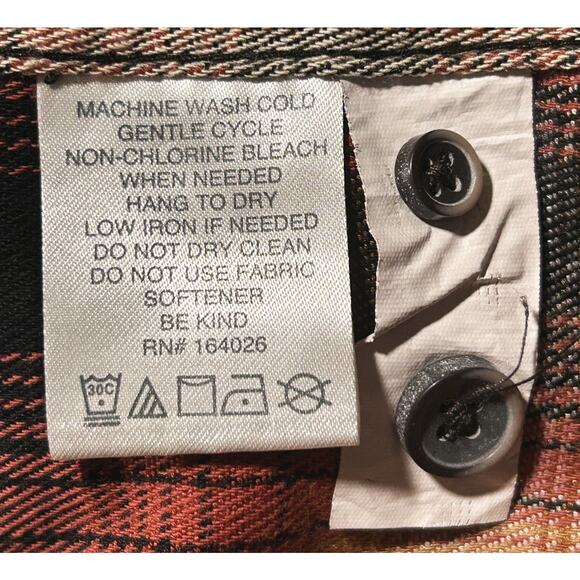 MACHINE WASH COLD
GENTLE CYCLE
NON-CHLORINE BLEACH
WHEN NEEDED
HANG TO DRY
LOW IRON IF NEEDED
DO NOT DRY CLEAN
DO NOT USE FABRIC
SOFTENER
BE KIND
RN# 164026
30C